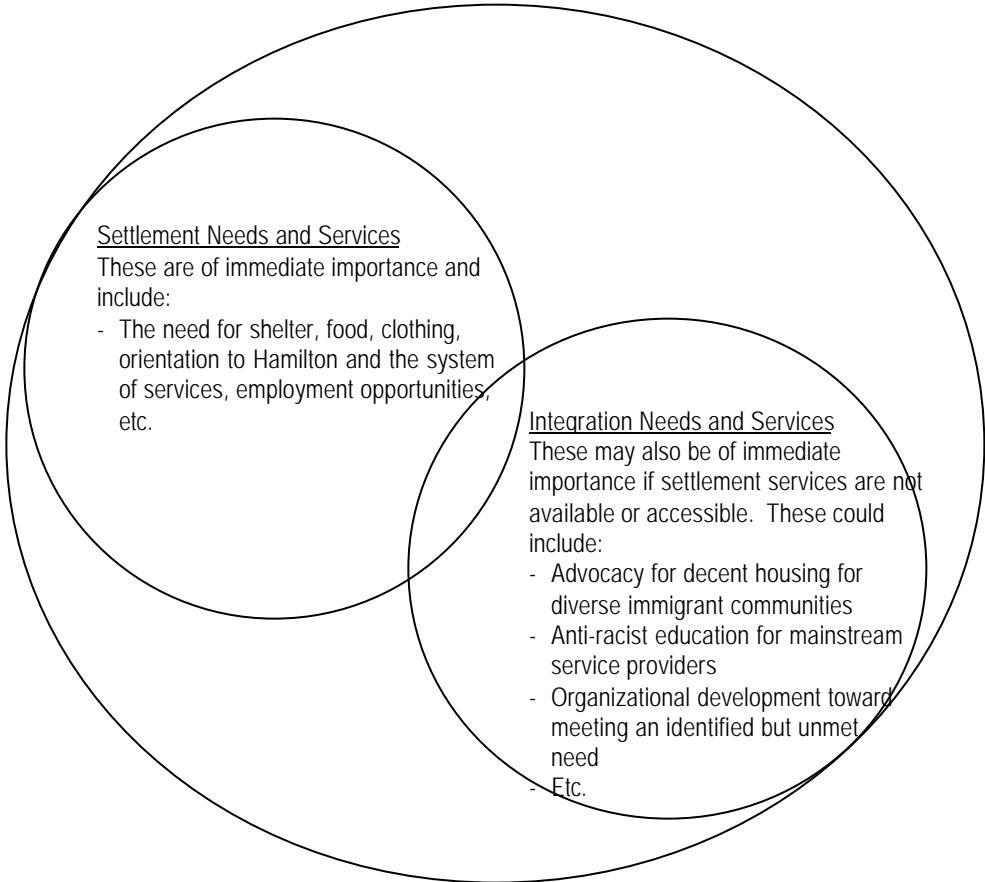 Settlement Needs and Services
These are of immediate importance and
include:
- The need for shelter, food, clothing,
orientation to Hamilton and the system
of services, employment opportunities,
etc.
Integration Needs and Services
These may also be of immediate
importance if settlement services are not
available or accessible.  These could
include:
- Advocacy for decent housing for
diverse immigrant communities
- Anti-racist education for mainstream
service providers
- Organizational development toward
meeting an identified but unmet
need
- Etc.